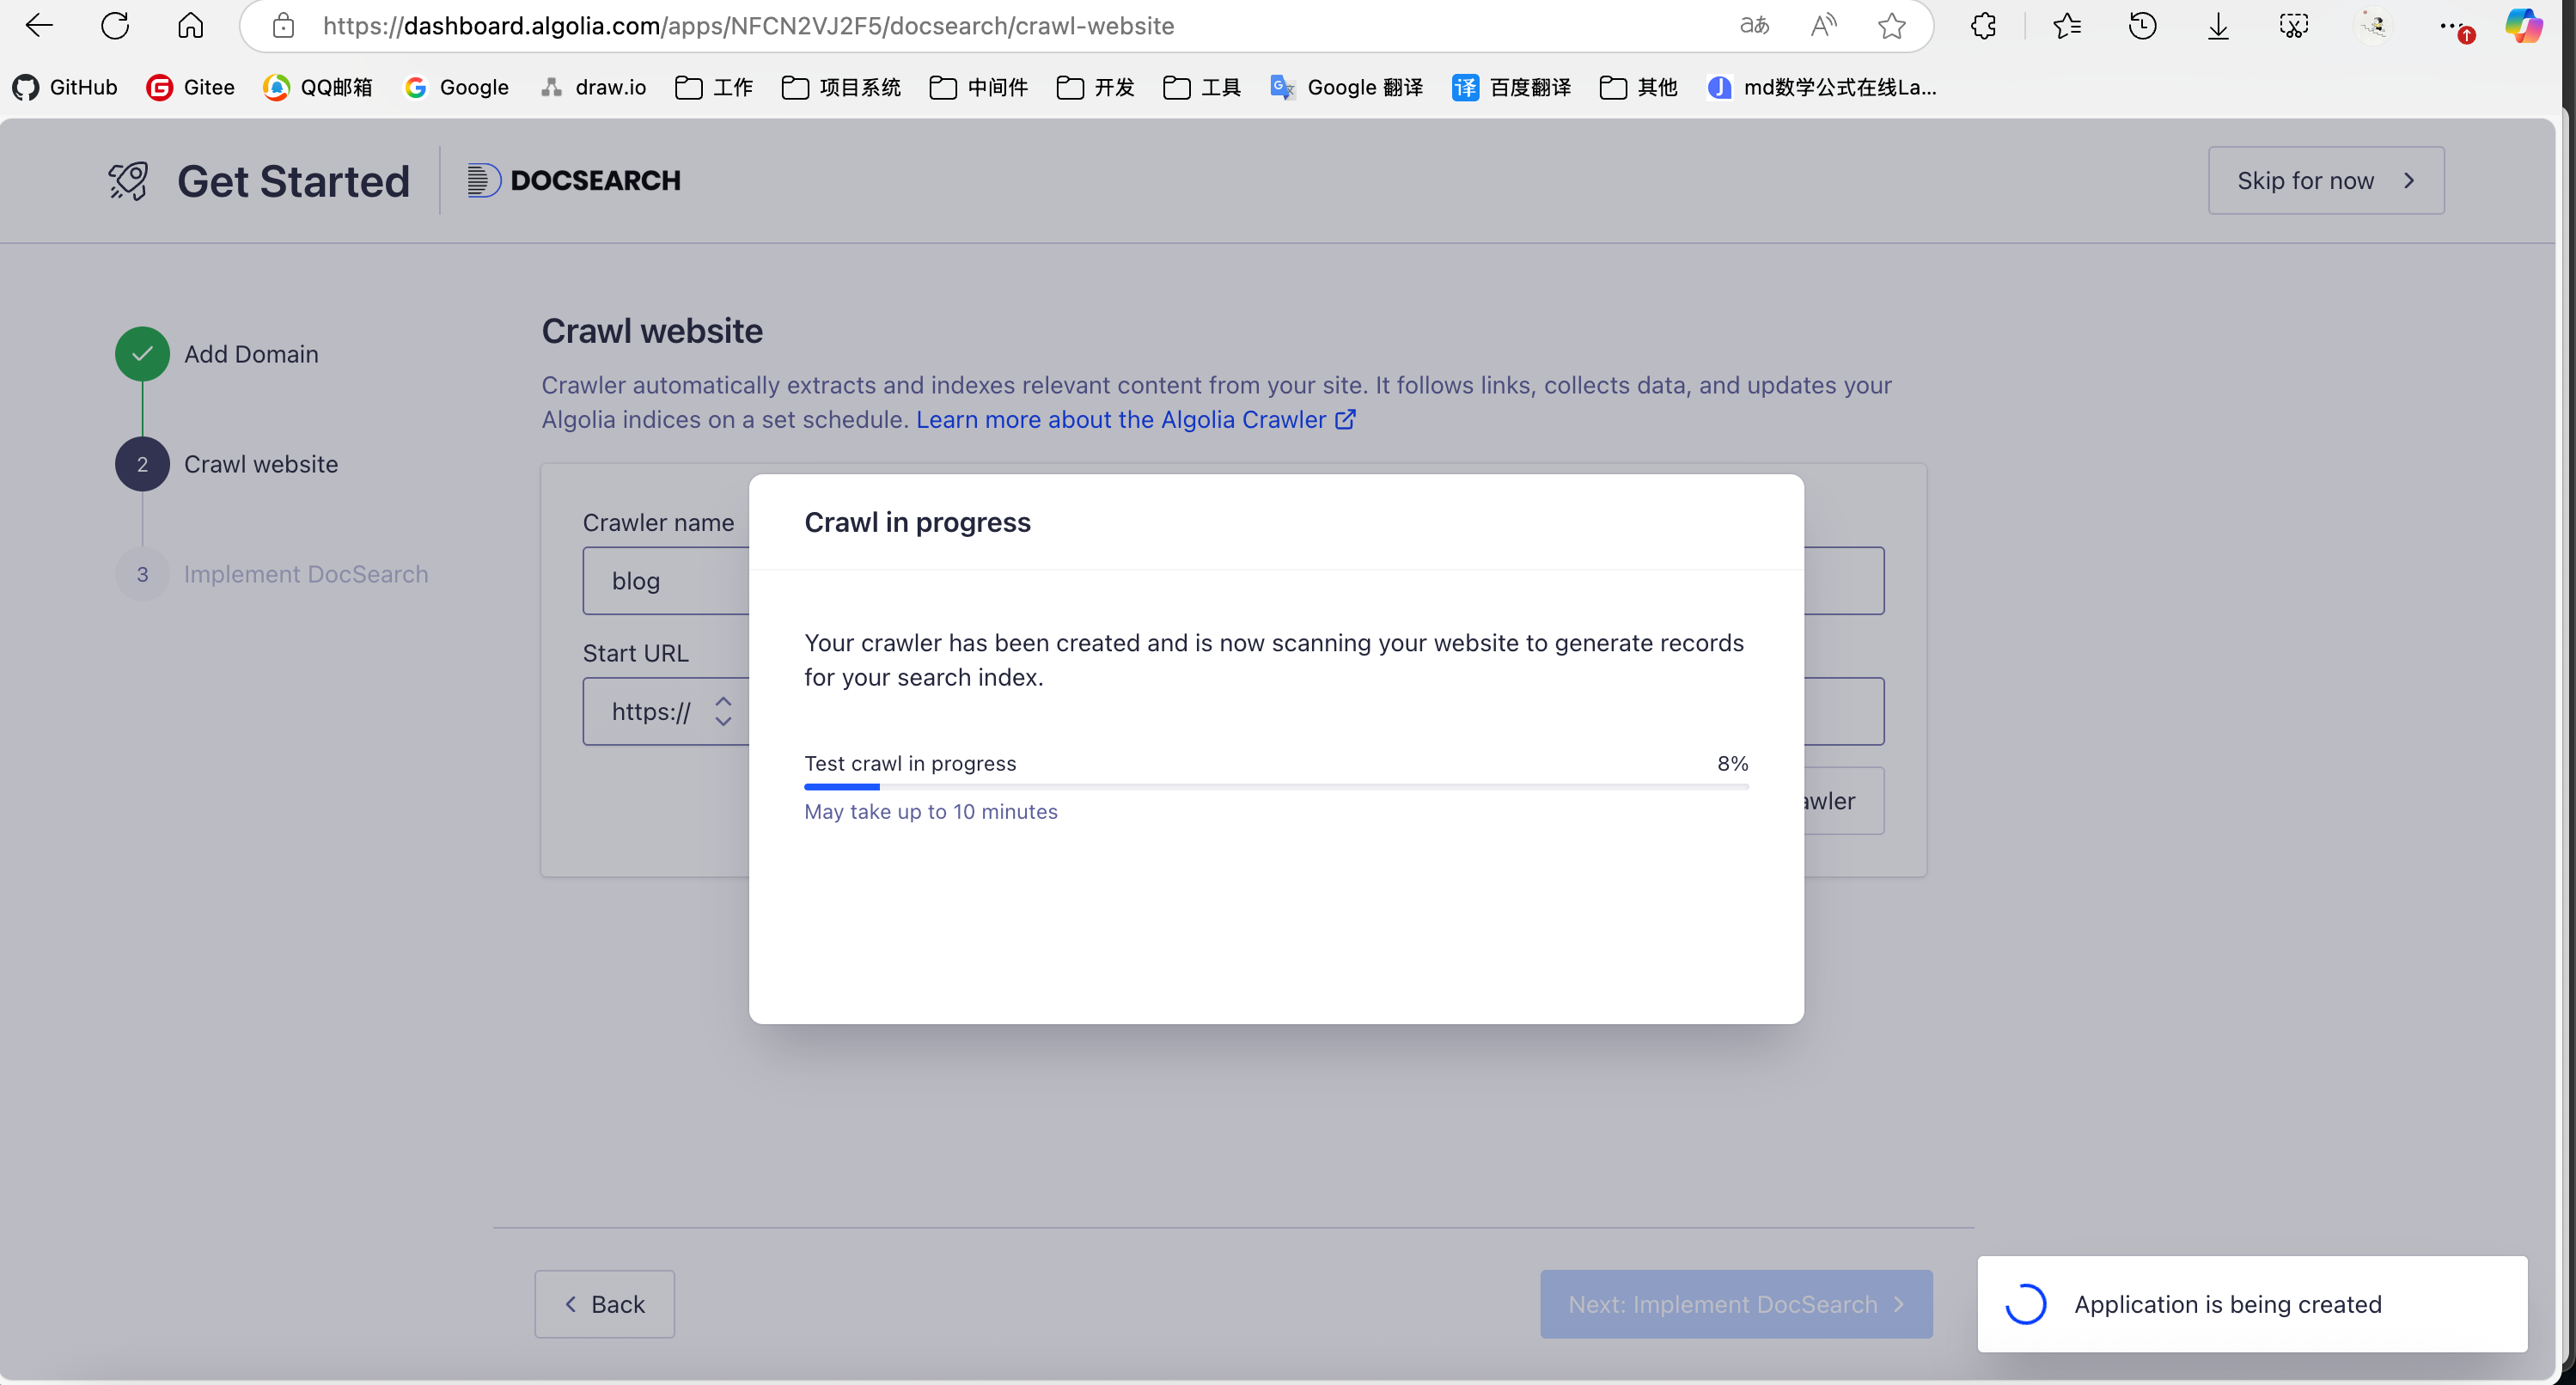 https://dashboard.algolia.com/apps/NFCN2VJ2F5/docsearch/crawl-website
GitHub Gitee QQ邮箱 Google draw.io 工作 项目系统 中间件 开发 工具 Google 翻译 百度翻译 其他 md数学公式在线La...
Get Started DOCSEARCH Skip for now
Add Domain
2 Crawl website
3 Implement DocSearch
Crawl website
Crawler automatically extracts and indexes relevant content from your site. It follows links, collects data, and updates your
Algolia indices on a set schedule. Learn more about the Algolia Crawler
Crawler name
blog
Start URL
https://
awler
Crawl in progress
Your crawler has been created and is now scanning your website to generate records
for your search index.
Test crawl in progress 8%
May take up to 10 minutes
Back Next: Implement DocSearch
Application is being created